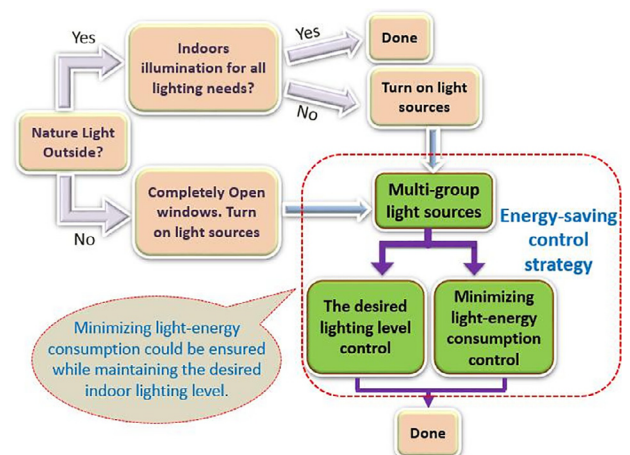 Yes
Indoors
illumination for all
lighting needs?
Yes
Done
No
Turn on light
sources
Nature Light
Outside?
No
Completely Open
windows. Turn
on light sources
Multi-group
light sources
Energy-saving
control
strategy
The desired
lighting level
control
Minimizing
light-energy
consumption
control
Minimizing light-energy
consumption could be ensured
while maintaining the desired
indoor lighting level.
Done